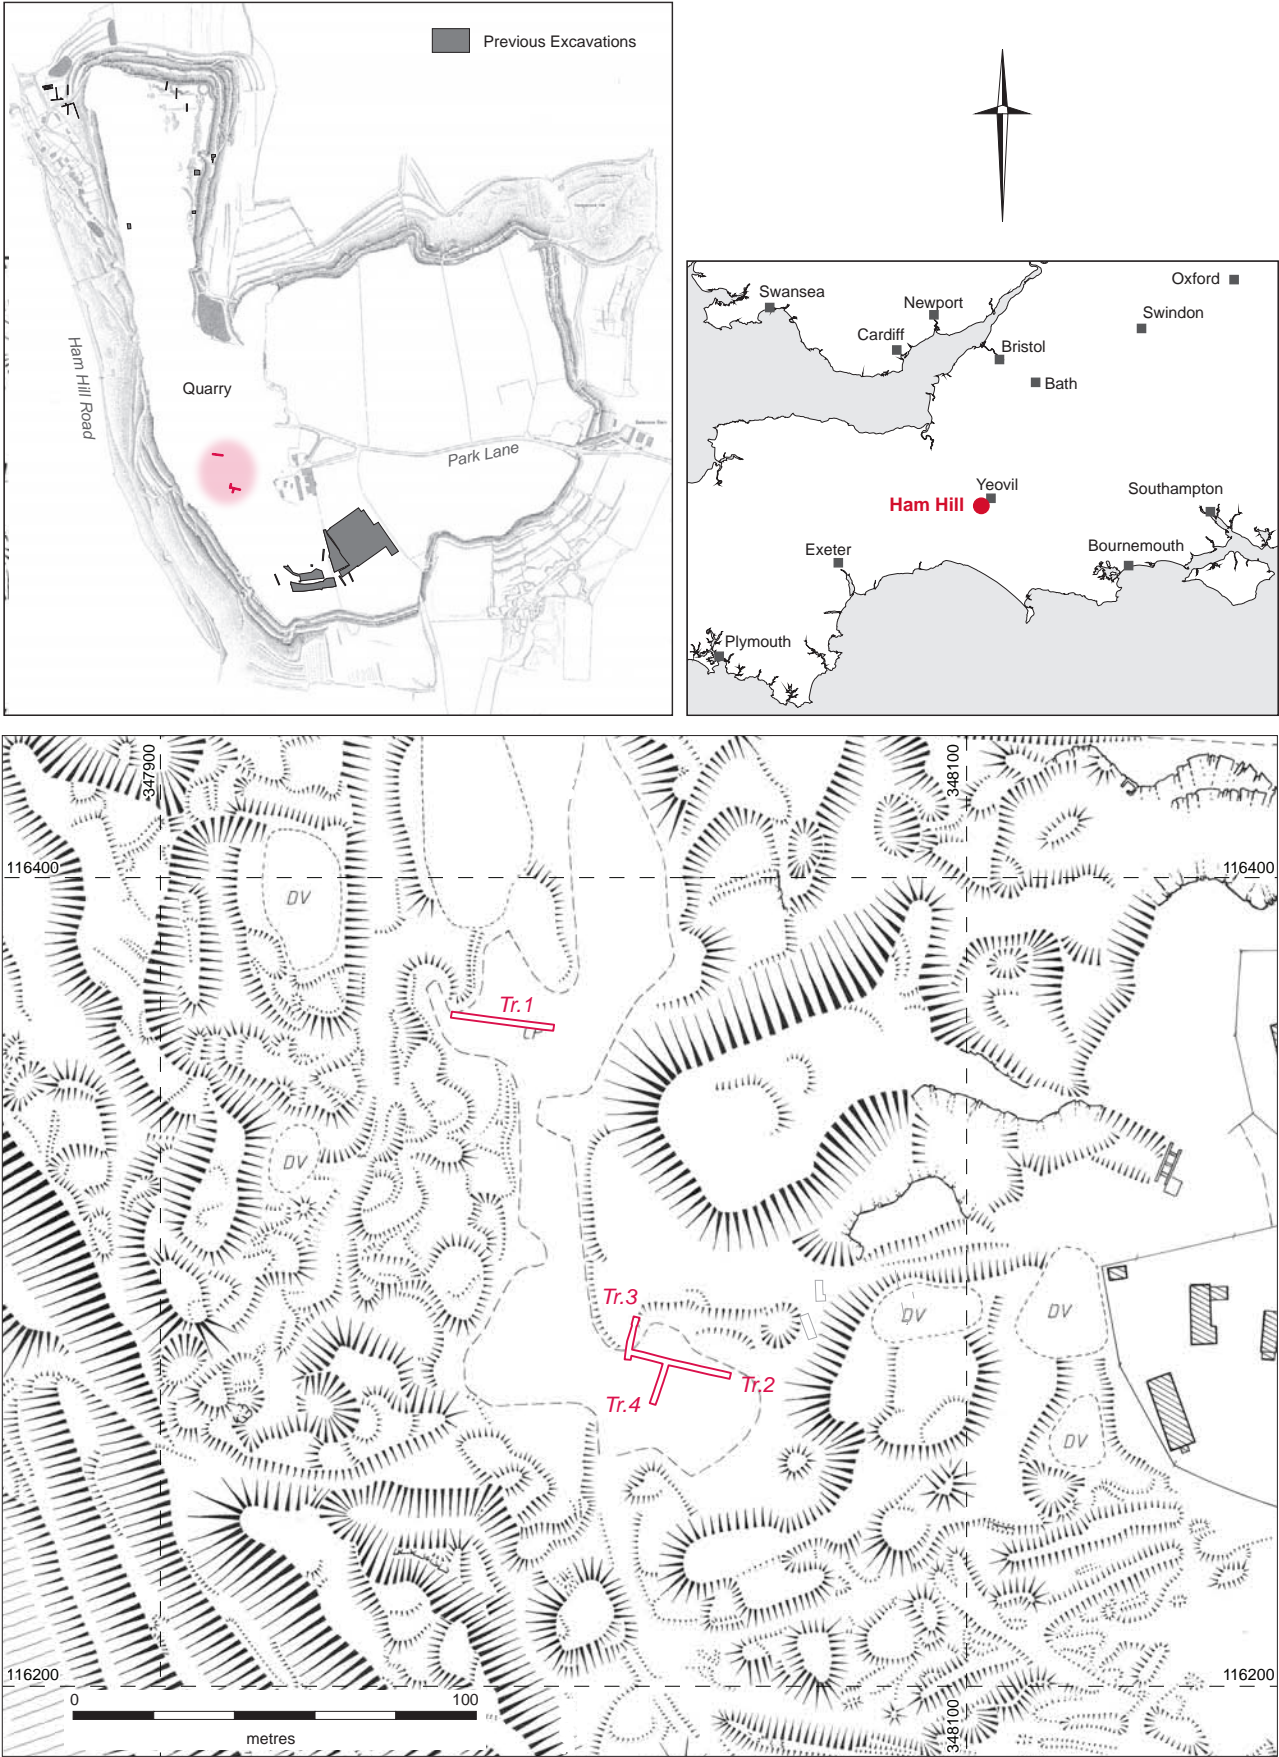 Previous Excavations
Ham Hill Road
Quarry
Park Lane
Swansea
Newport
Cardiff
Bristol
Bath
Oxford
Swindon
Yeovil
Ham Hill
Southampton
Bournemouth
Exeter
Plymouth
347900
348100
116400
116400
DV
Tr.1
DV
Tr.3
DV
DV
Tr.2
Tr.4
DV
116200
116200
348100
0
100
metres